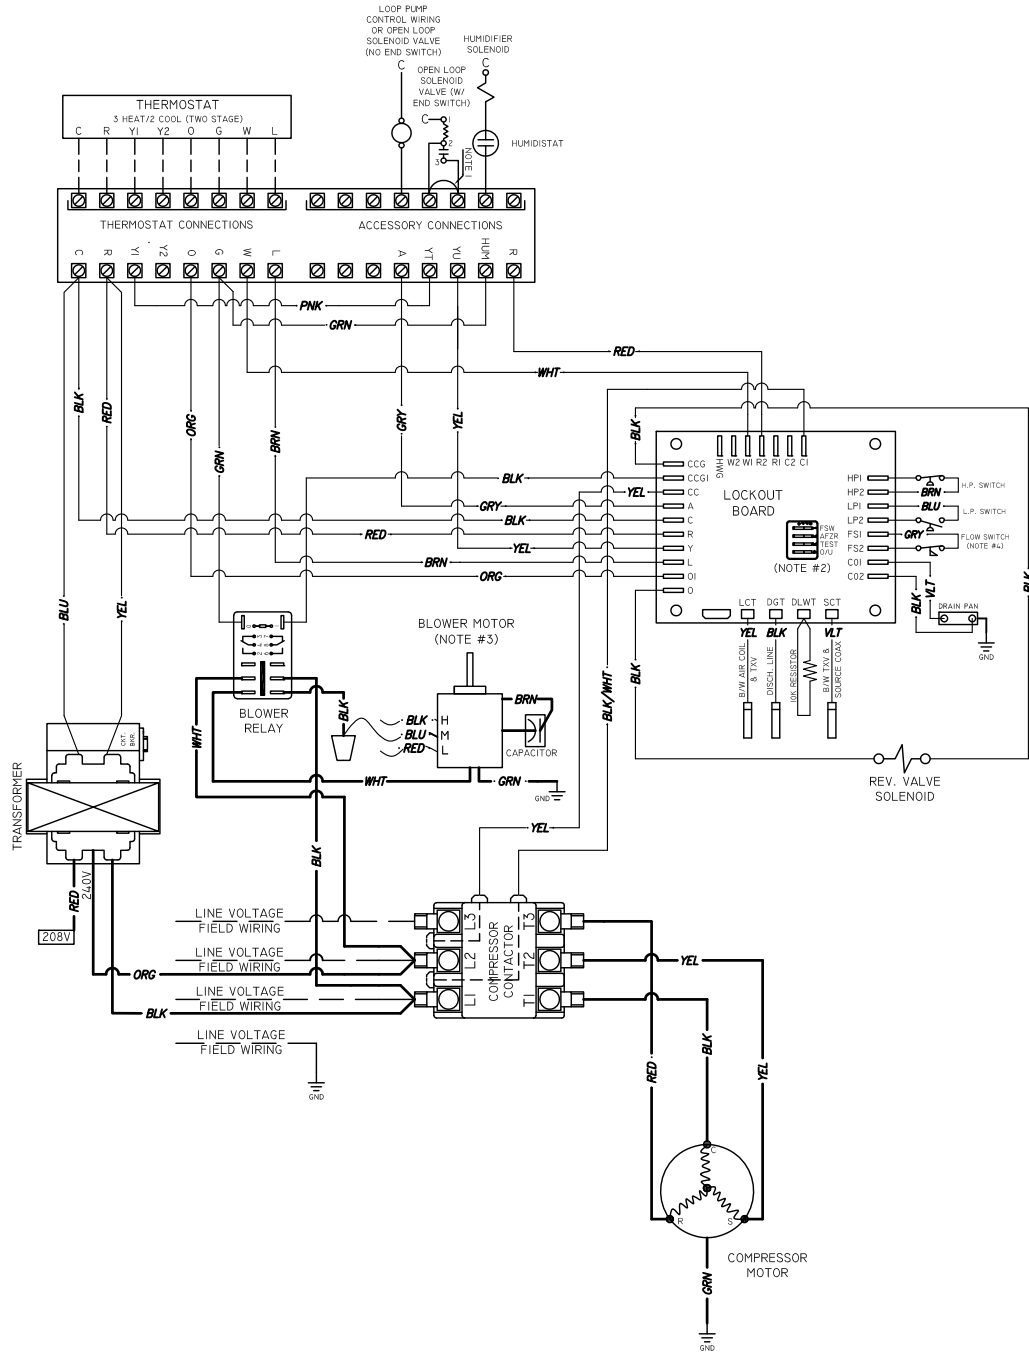 LOOP PUMP
CONTROL WIRING
OR OPEN LOOP
SOLENOID VALVE
(NO END SWITCH)
C
HUMIDIFIER
SOLENOID
C
OPEN LOOP
SOLENOID
VALVE (W/
END SWITCH)
C
1
2
3
NOTE 1
HUMIDISTAT
THERMOSTAT
3 HEAT/2 COOL (TWO STAGE)
C R Y1 Y2 O G W L
THERMOSTAT CONNECTIONS
ACCESSORY CONNECTIONS
C R Y1 Y2 O G W L
A YT YU HUM R
PNK
GRN
RED
WHT
BLK
RED
ORG
GRN
BRN
GRY
YEL
BLK
BLK
YEL
GRY
BLK
RED
YEL
BRN
ORG
HWG W2 W1 R2 R1 C2 C1
CCG
CCG1
CC
A
C
R
Y
L
O1
O
LOCKOUT
BOARD
FSW
AFZR
TEST
O/U
(NOTE #2)
HP1
HP2
LP1
LP2
FS1
FS2
CO1
CO2
BRN
H.P. SWITCH
BLU
L.P. SWITCH
GRY
FLOW SWITCH
(NOTE #4)
BLK
VLT
DRAIN PAN
GND
BLK
LCT DGT DLWT SCT
YEL BLK VLT
B/W AIR COIL
& TXV
DISCH. LINE
10K RESISTOR
B/W TXV &
SOURCE COAX
BLU
YEL
BLK
BLK/WHT
BLOWER
RELAY
BLOWER MOTOR
(NOTE #3)
BLK
BLK H
BLU M
RED L
BRN
CAPACITOR
WHT
WHT
GRN
GND
REV. VALVE
SOLENOID
CKT.
BKR.
TRANSFORMER
RED
240V
208V
YEL
BLK
LINE VOLTAGE
FIELD WIRING
LINE VOLTAGE
FIELD WIRING
ORG
LINE VOLTAGE
FIELD WIRING
BLK
LINE VOLTAGE
FIELD WIRING
GND
L3
L2
L1
COMPRESSOR
CONTACTOR
T3
T2
T1
YEL
RED
BLK
YEL
C
R
S
COMPRESSOR
MOTOR
GRN
GND